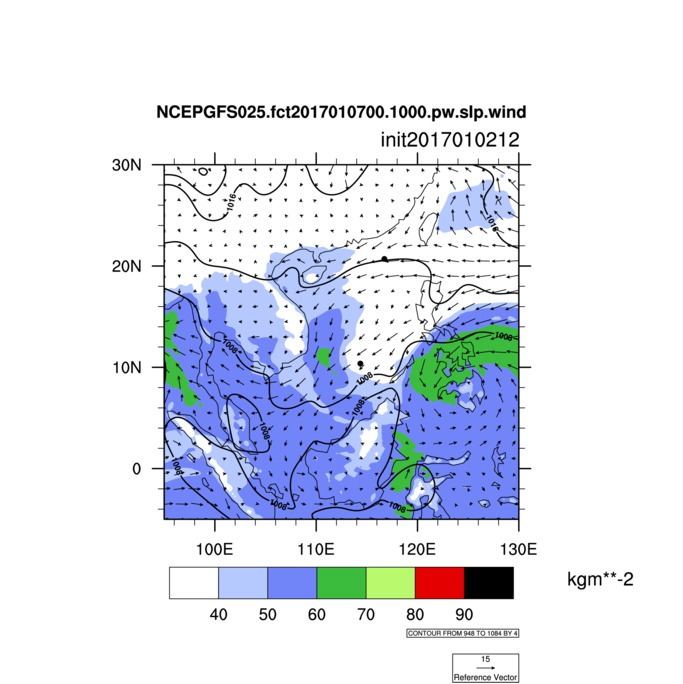 NCEPGFS025.fct2017010700.1000.pw.slp.wind
init2017010212
30N
1016
1016
20N
1008
1008
10N
1008
1008
1008
1008
0
1008
1008
100E 110E 120E 130E
kgm**-2
40 50 60 70 80 90
CONTOUR FROM 948 TO 1084 BY 4
15
Reference Vector